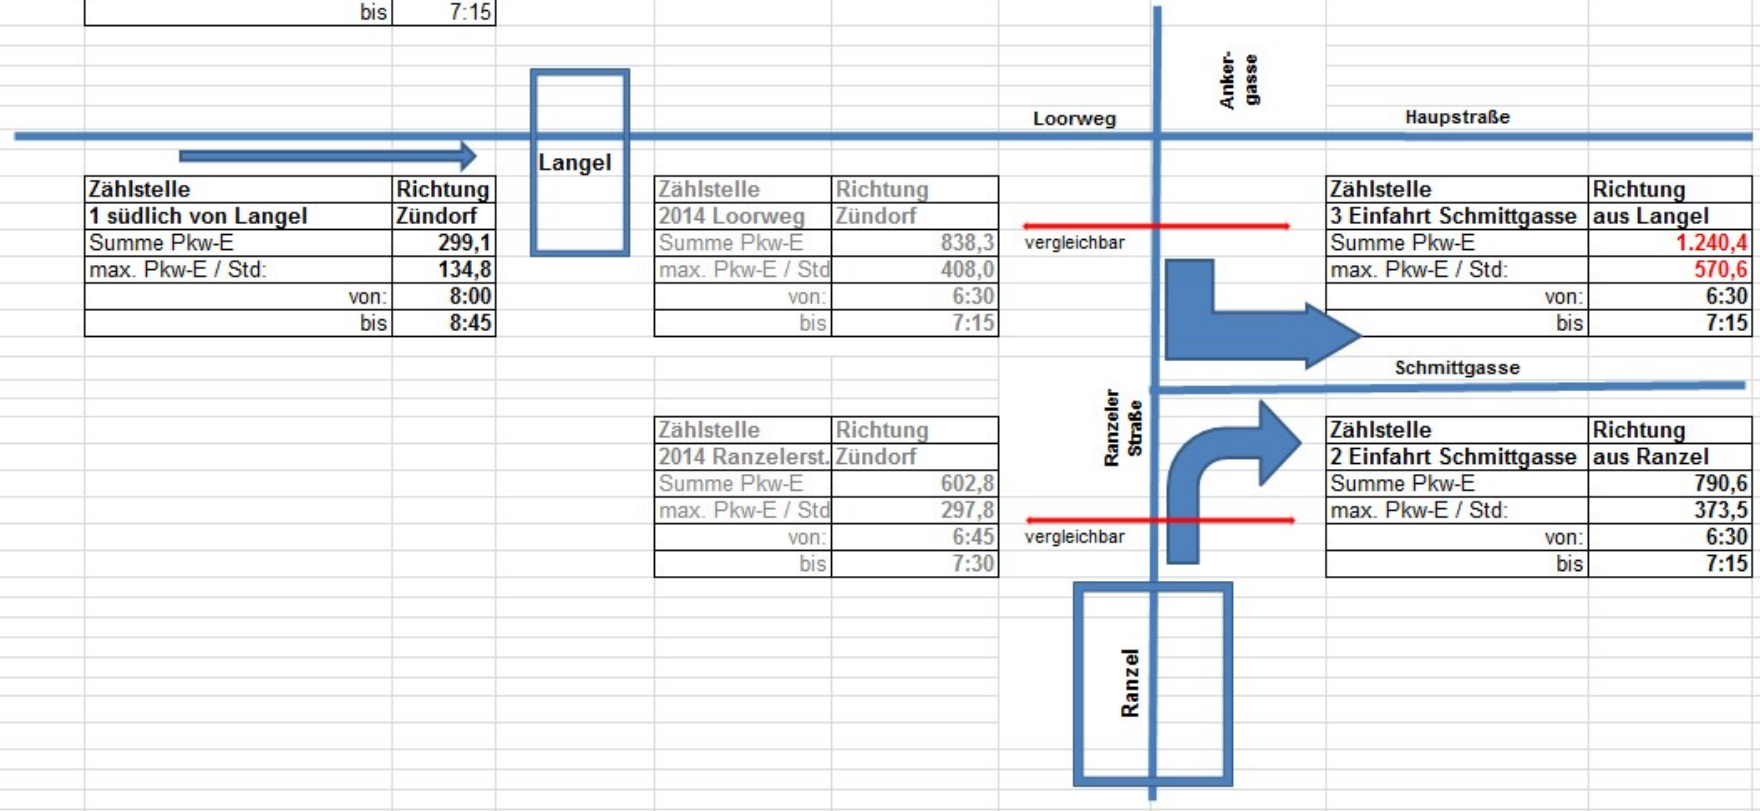 bis 7:15
Anker-
gasse
Loorweg
Haupstraße
Langel
Zählstelle Richtung
1 südlich von Langel Zündorf
Summe Pkw-E 299,1
max. Pkw-E / Std: 134,8
von: 8:00
bis 8:45
Zählstelle Richtung
2014 Loorweg Zündorf
Summe Pkw-E 838,3
max. Pkw-E / Std 408,0
von: 6:30
bis 7:15
vergleichbar
Zählstelle Richtung
3 Einfahrt Schmittgasse aus Langel
Summe Pkw-E 1.240,4
max. Pkw-E / Std: 570,6
von: 6:30
bis 7:15
Schmittgasse
Ranzeler
Straße
Zählstelle Richtung
2014 Ranzelerst. Zündorf
Summe Pkw-E 602,8
max. Pkw-E / Std 297,8
von: 6:45
bis 7:30
vergleichbar
Zählstelle Richtung
2 Einfahrt Schmittgasse aus Ranzel
Summe Pkw-E 790,6
max. Pkw-E / Std: 373,5
von: 6:30
bis 7:15
Ranzel